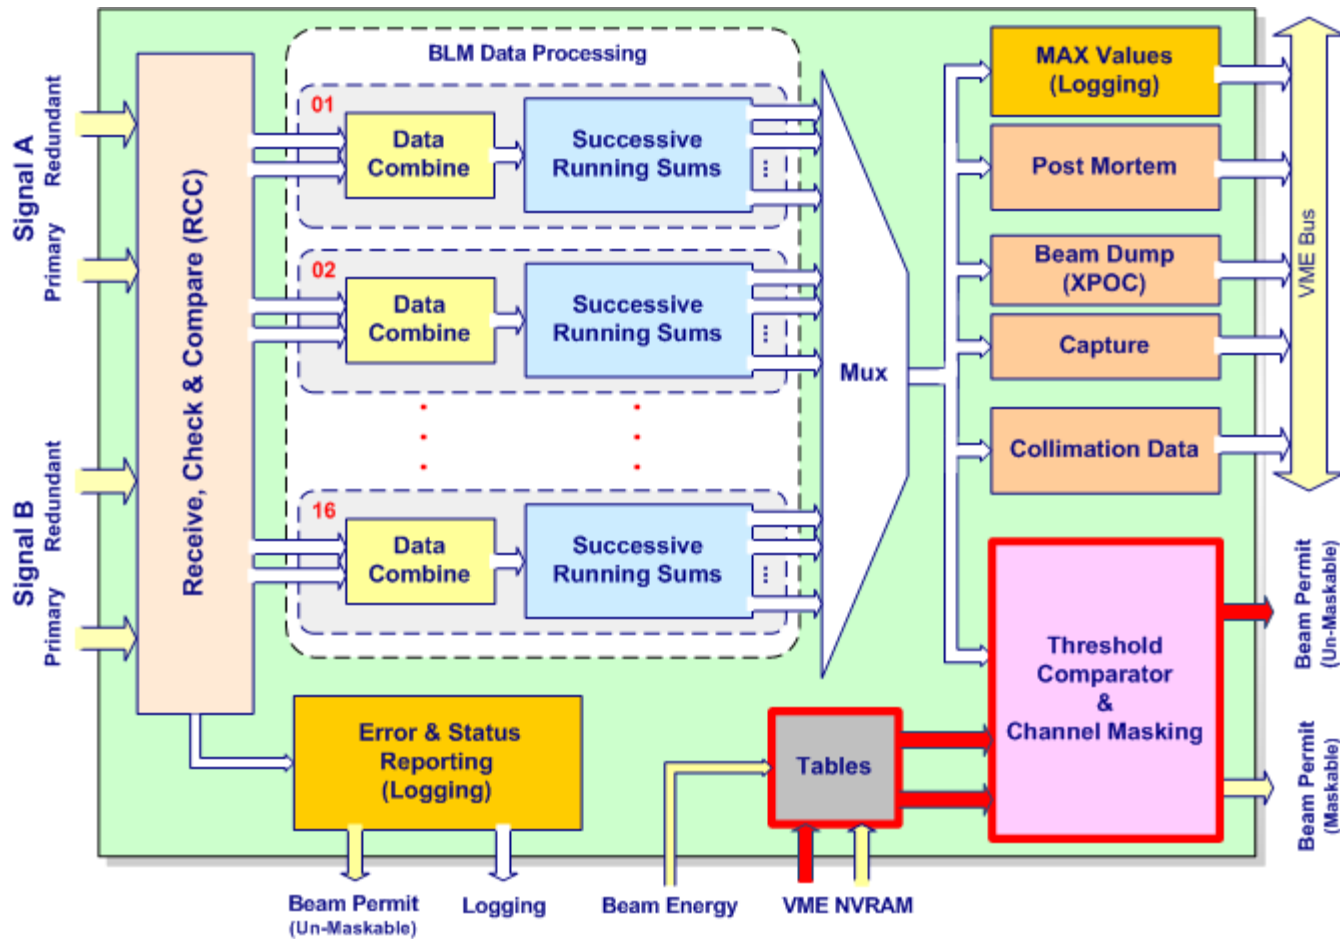 BLM Data Processing
Signal A
Redundant
Primary
Signal B
Redundant
Primary
Receive, Check & Compare (RCC)
01
Data
Combine
Successive
Running Sums
...
02
Data
Combine
Successive
Running Sums
...
16
Data
Combine
Successive
Running Sums
...
Mux
MAX Values
(Logging)
Post Mortem
Beam Dump
(XPOC)
Capture
Collimation Data
VME Bus
Threshold
Comparator
&
Channel Masking
Beam Permit
(Un-Maskable)
Beam Permit
(Maskable)
Error & Status
Reporting
(Logging)
Tables
Beam Permit
(Un-Maskable)
Logging
Beam Energy
VME NVRAM